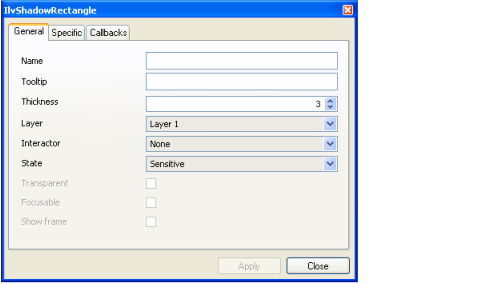 IlvShadowRectangle
General Specific Callbacks
Name
Tooltip
Thickness 3
Layer Layer 1
Interactor None
State Sensitive
Transparent
Focusable
Show frame
Apply Close